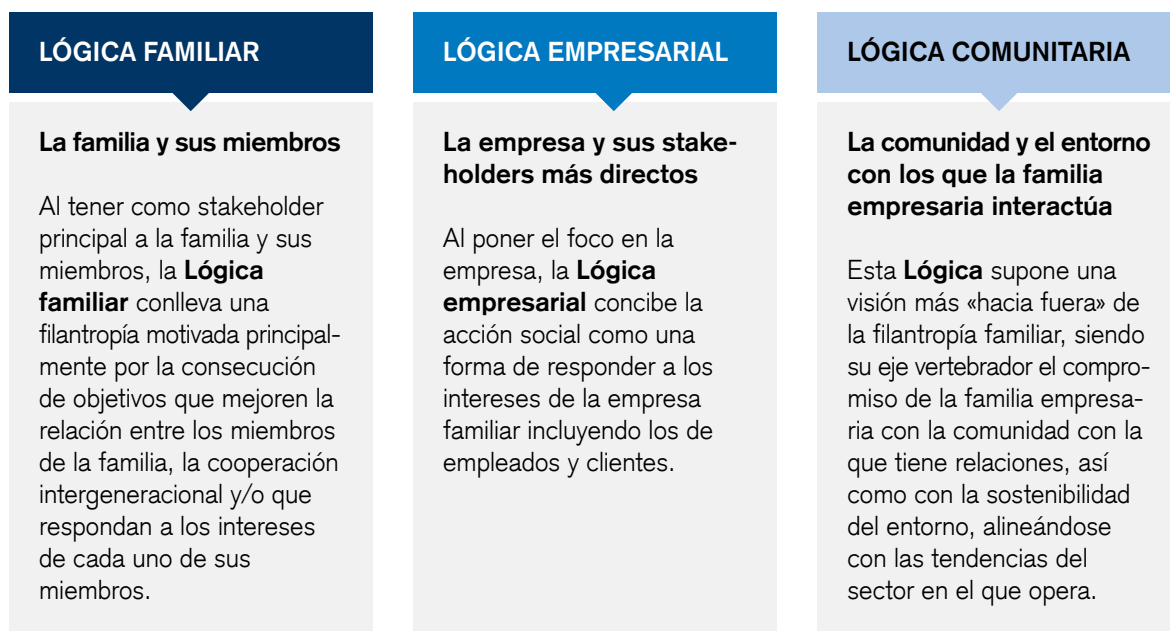 LÓGICA FAMILIAR
La familia y sus miembros
Al tener como stakeholder
principal a la familia y sus
miembros, la Lógica
familiar conlleva una
filantropía motivada principal-
mente por la consecución
de objetivos que mejoren la
relación entre los miembros
de la familia, la cooperación
intergeneracional y/o que
respondan a los intereses
de cada uno de sus
miembros.
LÓGICA EMPRESARIAL
La empresa y sus stake-
holders más directos
Al poner el foco en la
empresa, la Lógica
empresarial concibe la
acción social como una
forma de responder a los
intereses de la empresa
familiar incluyendo los de
empleados y clientes.
LÓGICA COMUNITARIA
La comunidad y el entorno
con los que la familia
empresaria interactúa
Esta Lógica supone una
visión más «hacia fuera» de
la filantropía familiar, siendo
su eje vertebrador el compro-
miso de la familia empresa-
ria con la comunidad con la
que tiene relaciones, así
como con la sostenibilidad
del entorno, alineándose
con las tendencias del
sector en el que opera.